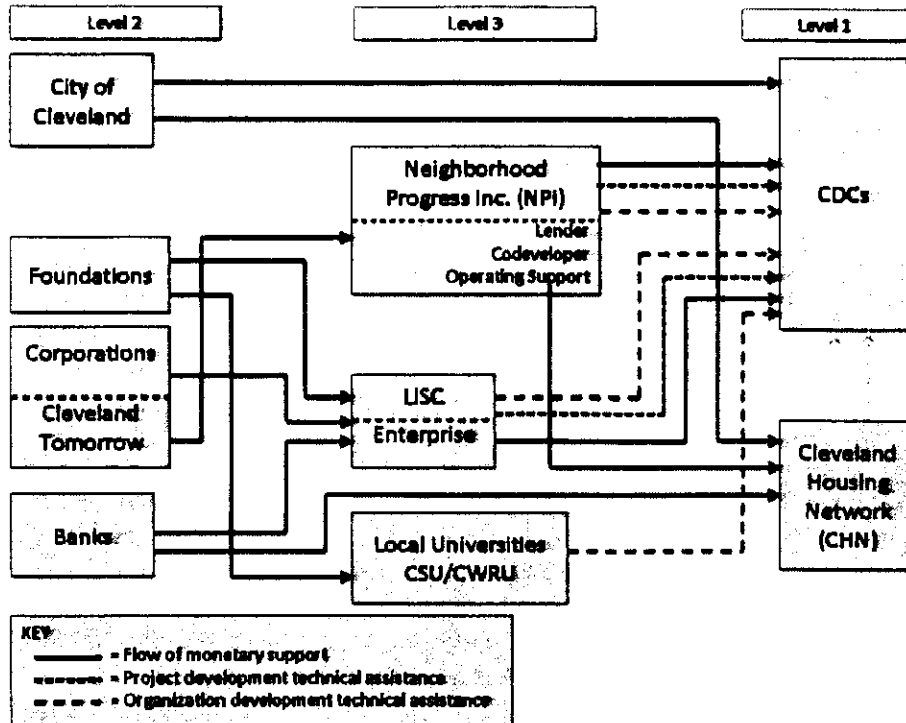 Level 2
Level 3
Level 1
City of
Cleveland
Neighborhood
Progress Inc. (NPI)
Lender
Codeveloper
Operating Support
CDCs
Foundations
Corporations
Cleveland
Tomorrow
LISC
Enterprise
Banks
Local Universities
CSU/CWRU
Cleveland
Housing
Network
(CHN)
KEY
= Flow of monetary support
= Project development technical assistance
= Organization development technical assistance